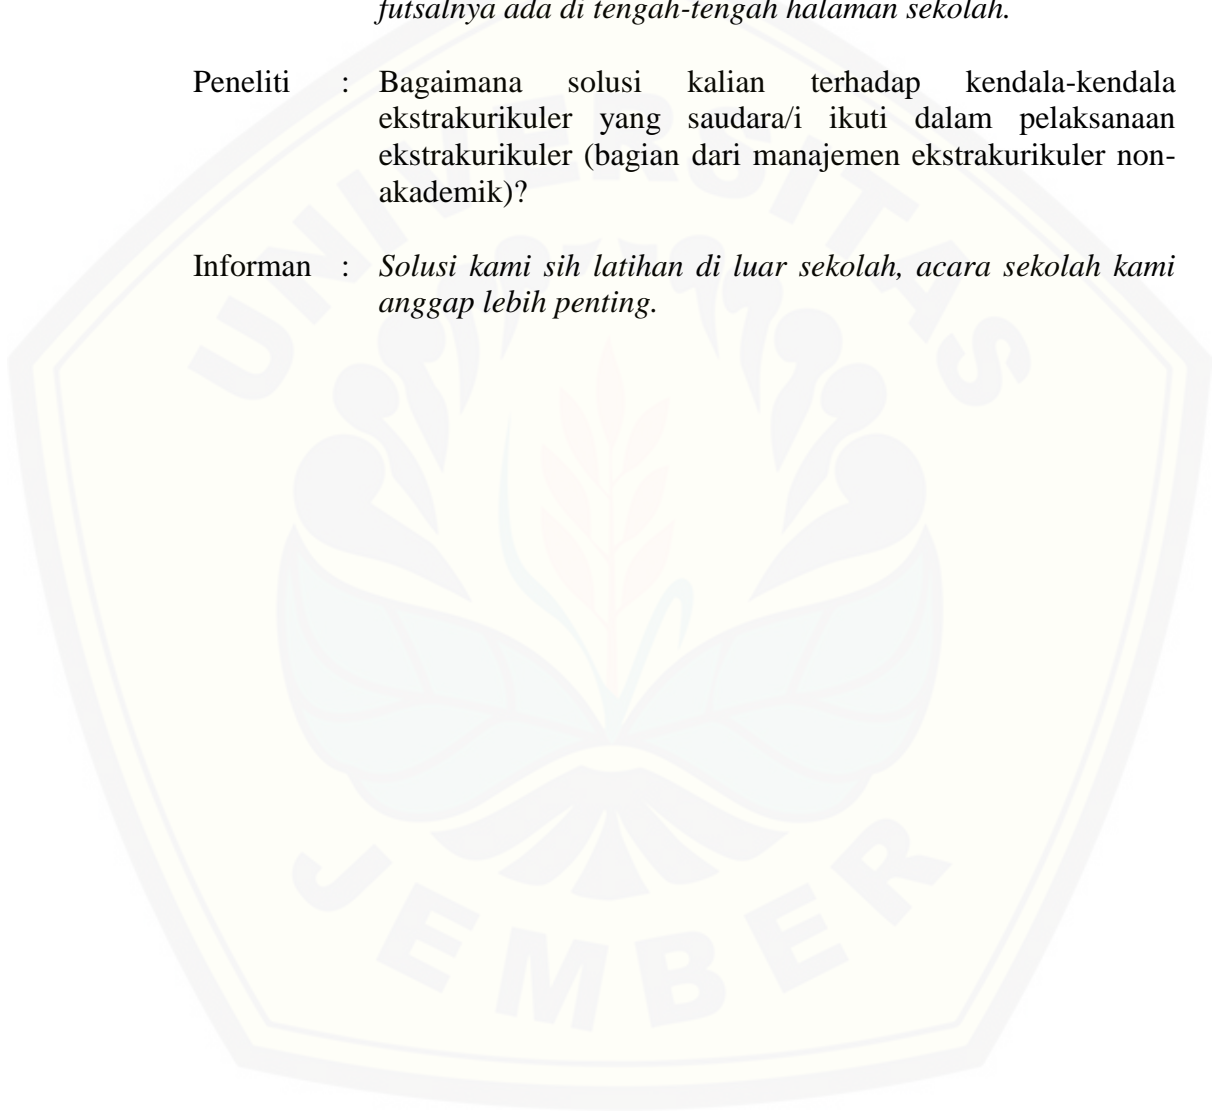 futsalnya ada di tengah-tengah halaman sekolah.
Peneliti : Bagaimana solusi kalian terhadap kendala-kendala
ekstrakurikuler yang saudara/i ikuti dalam pelaksanaan
ekstrakurikuler (bagian dari manajemen ekstrakurikuler non-
akademik)?
Informan : Solusi kami sih latihan di luar sekolah, acara sekolah kami
anggap lebih penting.
UNIVERSITAS
JEMBER